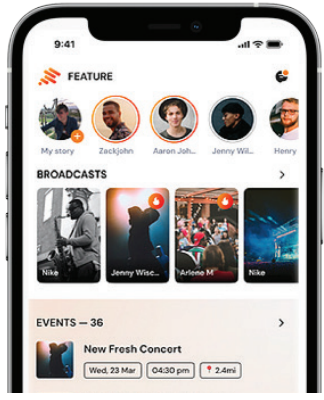 9:41
FEATURE
My story Zackjohn Aaron Joh... Jenny Wil... Henry
BROADCASTS
Nike Jenny Wisc... Arlene M Nike
EVENTS — 36
New Fresh Concert
Wed, 23 Mar 04:30 pm 2.4mi